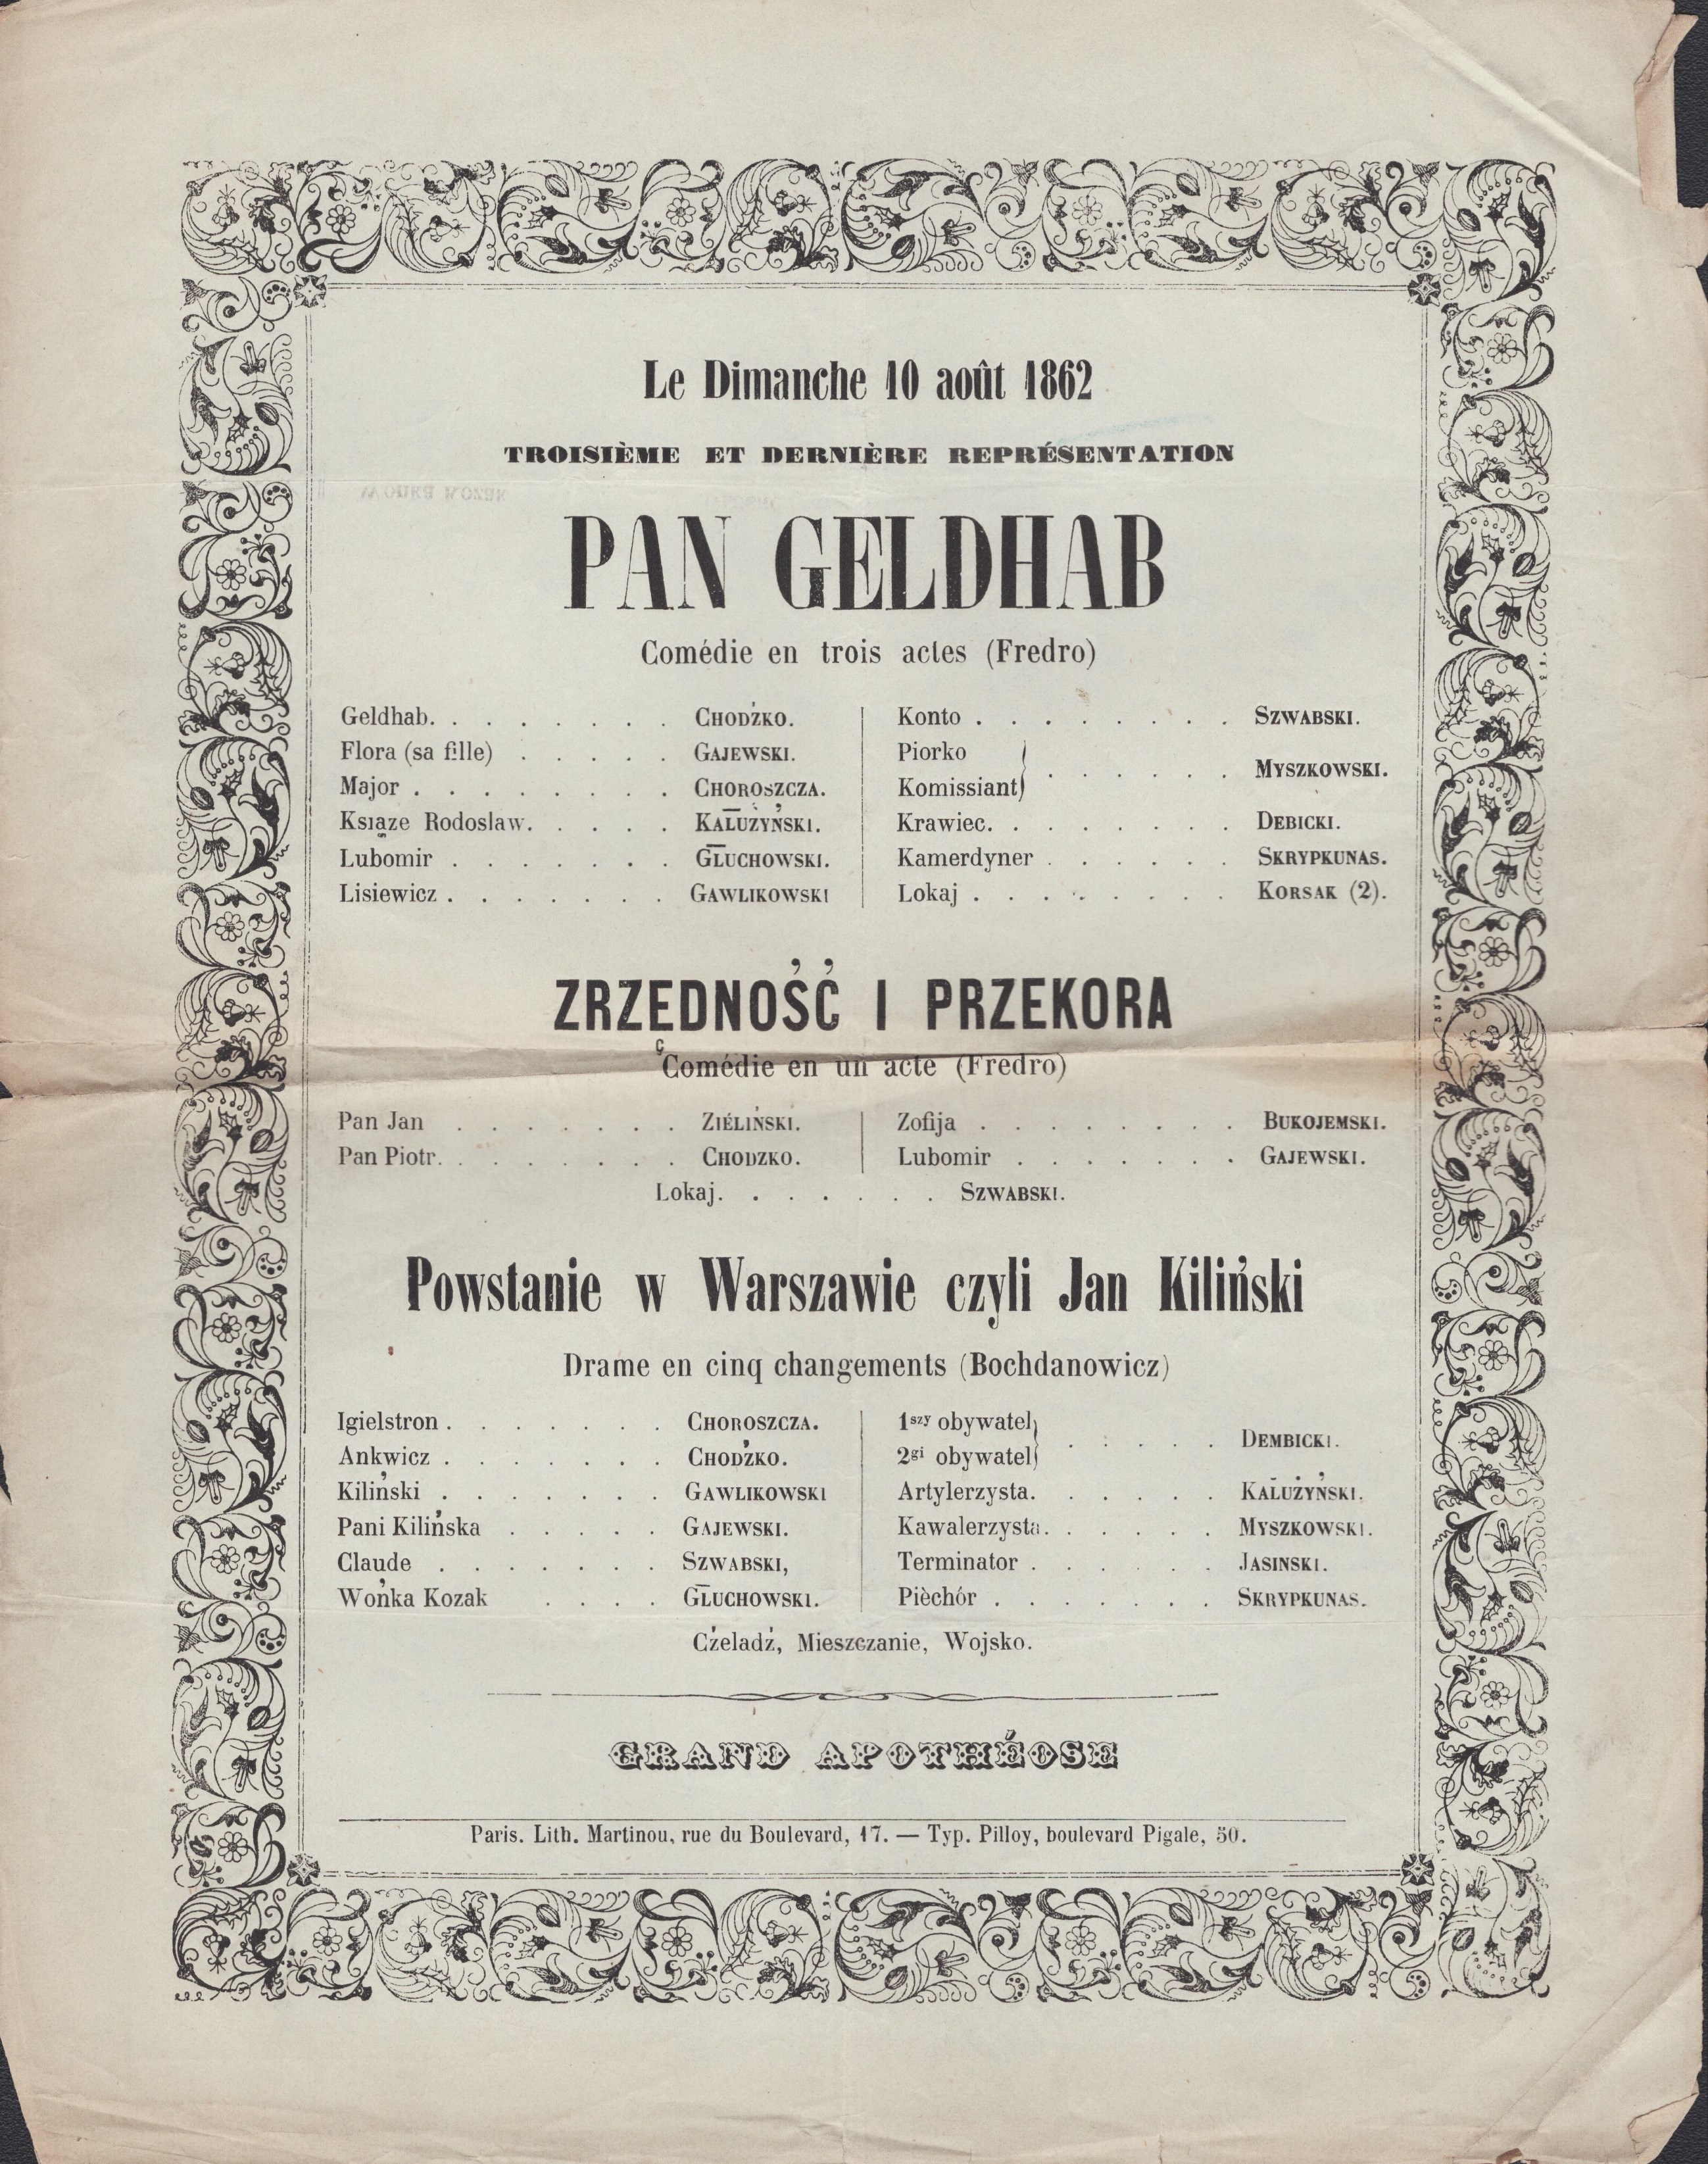 Le Dimanche 10 août 1862
TROISIÈME ET DERNIÈRE REPRÉSENTATION
PAN GELDHAB
Comédie en trois actes (Fredro)
Geldhab. . . . . . . . CHODŹKO.
Flora (sa fille) . . . . . GAJEWSKI.
Major . . . . . . . . CHOROSZCZA.
Ksiąze Rodoslaw. . . . . KAŁUŻYŃSKI.
Lubomir . . . . . . . GŁUCHOWSKI.
Lisiewicz . . . . . . . GAWLIKOWSKI
Konto . . . . . . . . SZWABSKI.
Piorko
Komissiant . . . . . . MYSZKOWSKI.
Krawiec. . . . . . . . DEBICKI.
Kamerdyner . . . . . . SKRYPKUNAS.
Lokaj . . . . . . . . KORSAK (2).
ZRZĘDNOŚĆ I PRZEKORA
Comédie en un acte (Fredro)
Pan Jan . . . . . . . ZIÉLIŃSKI.
Pan Piotr. . . . . . . . CHODZKO.
Zofija . . . . . . . . BUKOJEMSKI.
Lubomir . . . . . . . GAJEWSKI.
Lokaj. . . . . . . SZWABSKI.
Powstanie w Warszawie czyli Jan Kiliński
Drame en cinq changements (Bochdanowicz)
Igielstron . . . . . . . CHOROSZCZA.
Ankwicz . . . . . . . CHODŹKO.
Kiliński . . . . . . . GAWLIKOWSKI
Pani Kilińska . . . . . GAJEWSKI.
Claude . . . . . . . SZWABSKI,
Wońka Kozak . . . . GŁUCHOWSKI.
1szy obywatel
2gi obywatel . . . . . DEMBICKI.
Artylerzysta. . . . . . KAŁUŻYŃSKI.
Kawalerzysta. . . . . . MYSZKOWSKI.
Terminator . . . . . . JASINSKI.
Pièchór . . . . . . . SKRYPKUNAS.
Cźeladź, Mieszczanie, Wojsko.
GRAND APOTHÉOSE
Paris. Lith. Martinou, rue du Boulevard, 17. — Typ. Pilloy, boulevard Pigale, 50.